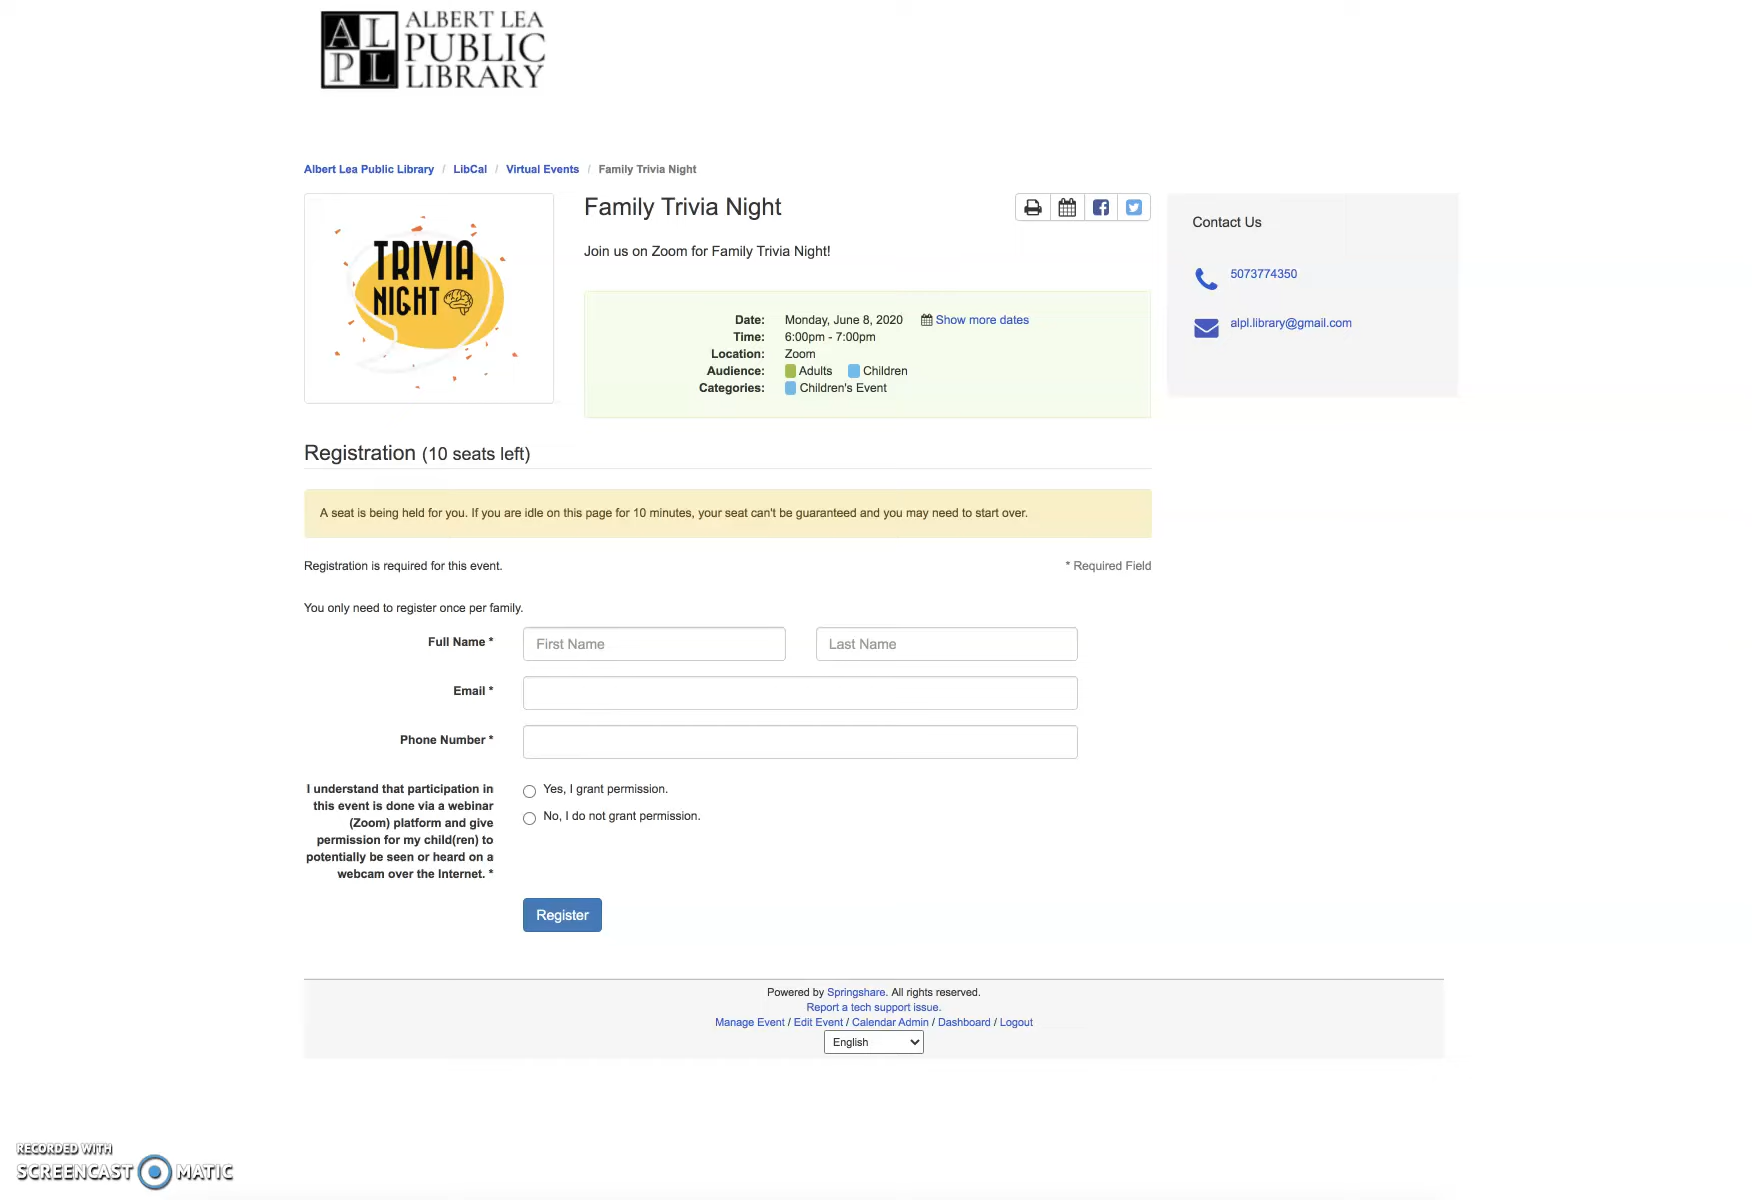 AL
PL
ALBERT LEA
PUBLIC
LIBRARY
Albert Lea Public Library / LibCal / Virtual Events / Family Trivia Night
TRIVIA
NIGHT
Family Trivia Night
Join us on Zoom for Family Trivia Night!
Date: Monday, June 8, 2020 Show more dates
Time: 6:00pm - 7:00pm
Location: Zoom
Audience: Adults Children
Categories: Children's Event
Contact Us
5073774350
alpl.library@gmail.com
Registration (10 seats left)
A seat is being held for you. If you are idle on this page for 10 minutes, your seat can't be guaranteed and you may need to start over.
Registration is required for this event.
* Required Field
You only need to register once per family.
Full Name * First Name Last Name
Email *
Phone Number *
I understand that participation in
this event is done via a webinar
(Zoom) platform and give
permission for my child(ren) to
potentially be seen or heard on a
webcam over the Internet. *
Yes, I grant permission.
No, I do not grant permission.
Register
Powered by Springshare. All rights reserved.
Report a tech support issue.
Manage Event / Edit Event / Calendar Admin / Dashboard / Logout
English
RECORDED WITH
SCREENCAST MATIC